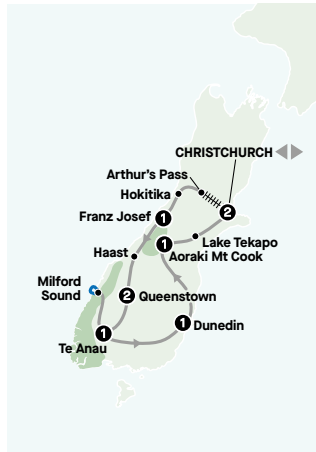 CHRISTCHURCH
Arthur's Pass
Hokitika
2
Franz Josef 1
Lake Tekapo
1
Aoraki Mt Cook
Haast
Milford
Sound
2 Queenstown
1 Dunedin
1
Te Anau